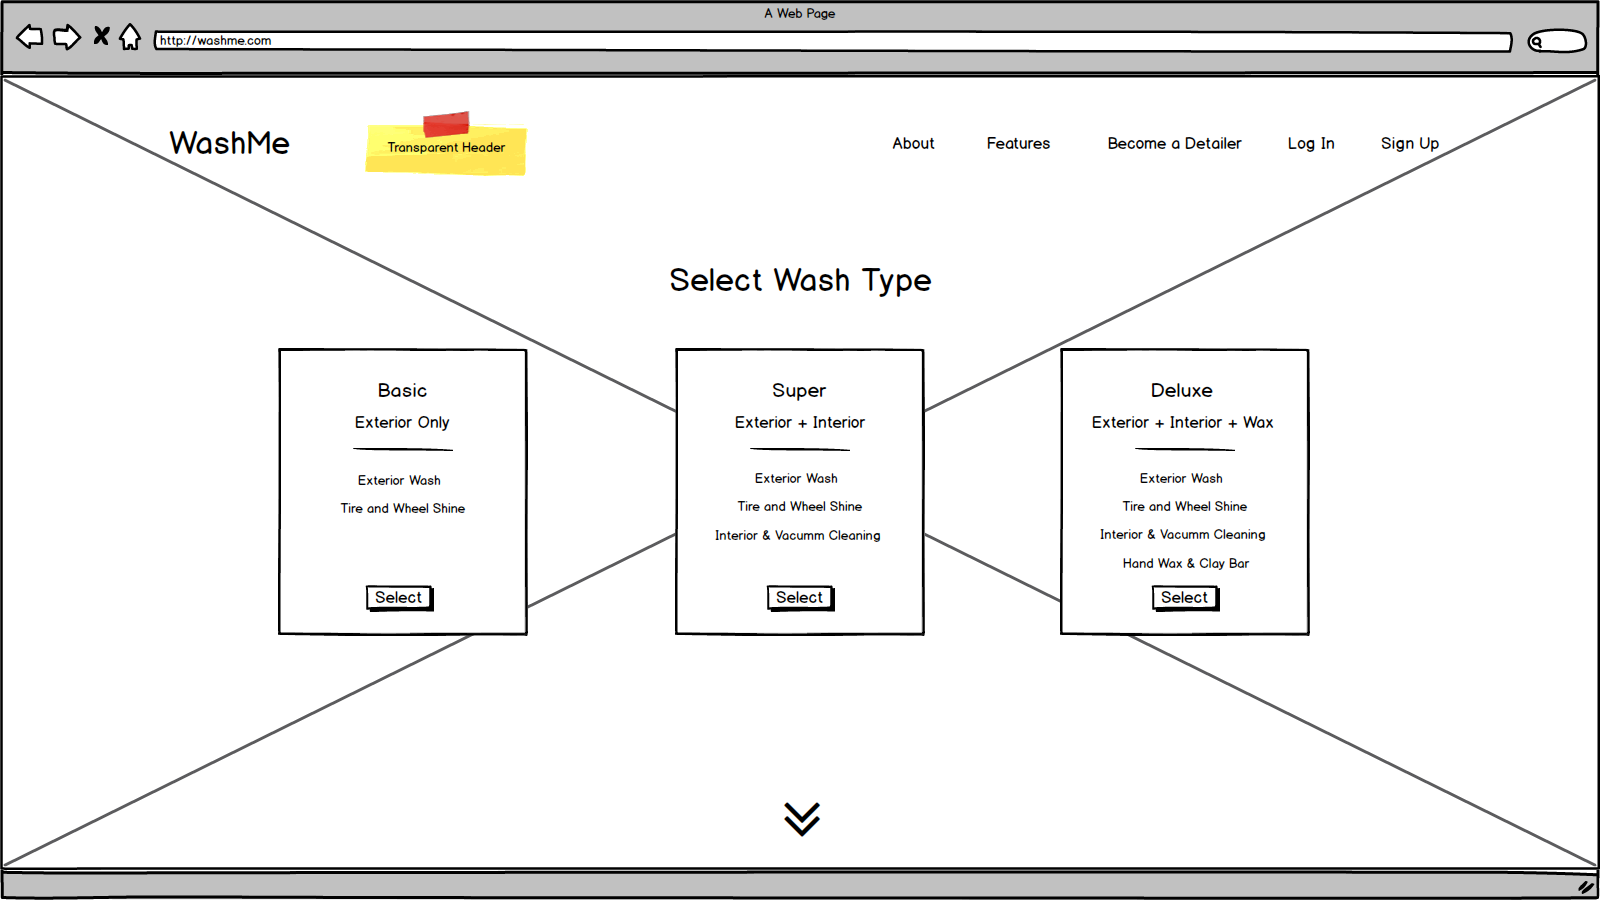 A Web Page
http://washme.com
WashMe
Transparent Header
About
Features
Become a Detailer
Log In
Sign Up
Select Wash Type
Basic
Exterior Only
Exterior Wash
Tire and Wheel Shine
Select
Super
Exterior + Interior
Exterior Wash
Tire and Wheel Shine
Interior & Vacumm Cleaning
Select
Deluxe
Exterior + Interior + Wax
Exterior Wash
Tire and Wheel Shine
Interior & Vacumm Cleaning
Hand Wax & Clay Bar
Select